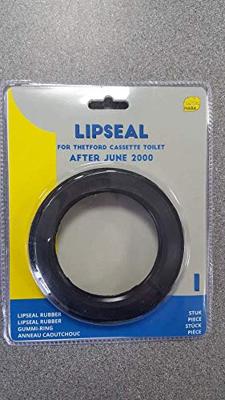 LIPSEAL
FOR THETFORD CASSETTE TOILET
AFTER JUNE 2000
LIPSEAL RUBBER
LIPSEAL RUBBER
GUMMI-RING
ANNEAU CAOUTCHOUC
1
STUK
PIECE
STÜCK
PIÈCE